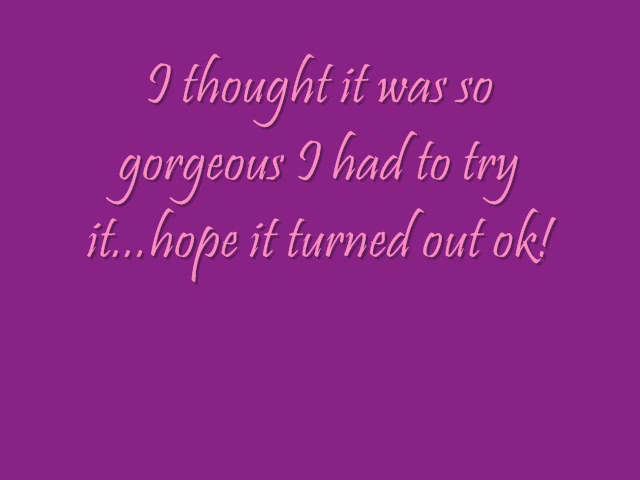 I thought it was so
gorgeous I had to try
it...hope it turned out ok!